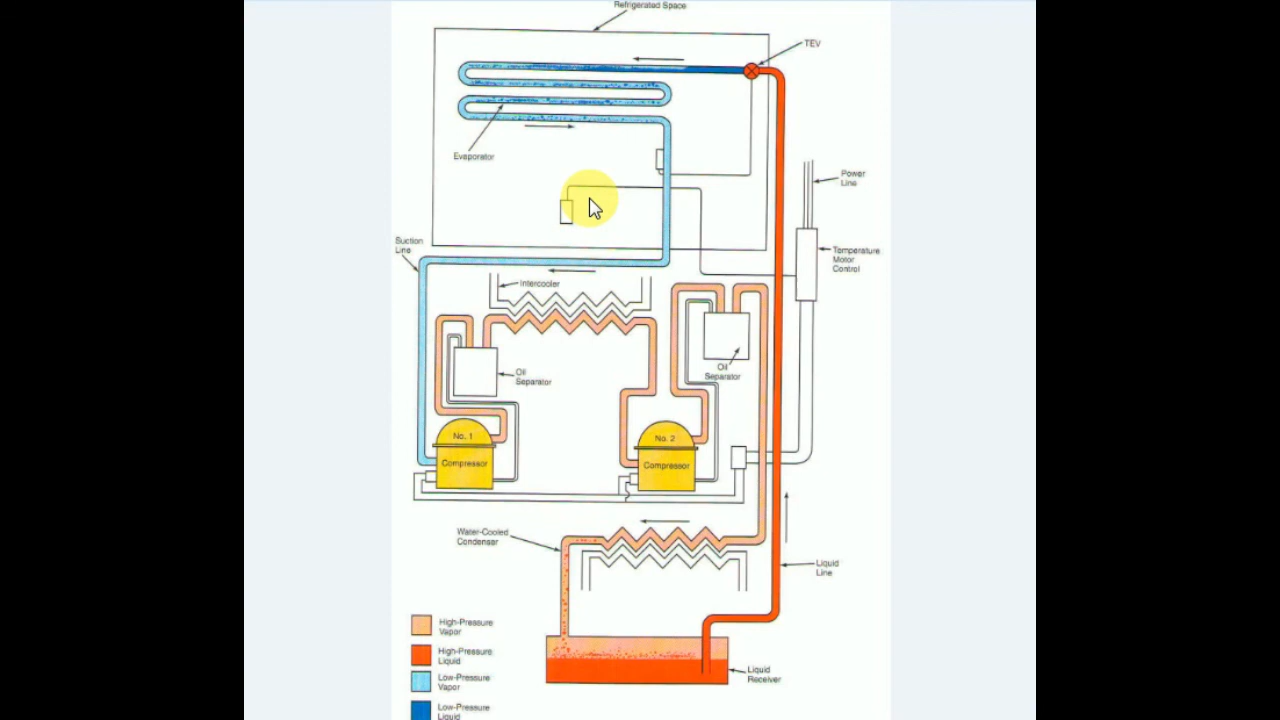 Refrigerated Space
TEV
Evaporator
Power
Line
Suction
Line
Temperature
Motor
Control
Intercooler
Oil
Separator
Oil
Separator
No. 1
Compressor
No. 2
Compressor
Water-Cooled
Condenser
Liquid
Line
High-Pressure
Vapor
High-Pressure
Liquid
Low-Pressure
Vapor
Low-Pressure
Liquid
Liquid
Receiver